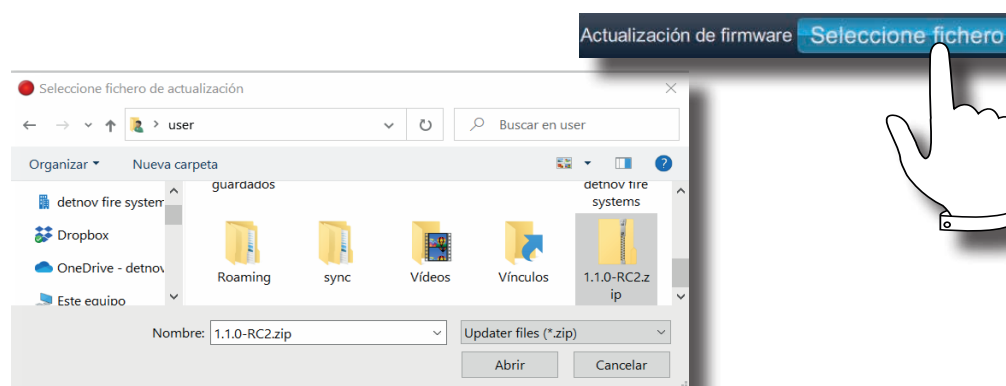 Actualización de firmware Seleccione fichero
Seleccione fichero de actualización
user
Buscar en user
Organizar Nueva carpeta
guardados
detnov fire
systems
detnov fire system
Dropbox
OneDrive - detnov
Este equipo
Roaming
sync
Vídeos
Vínculos
1.1.0-RC2.z
ip
Nombre: 1.1.0-RC2.zip
Updater files (*.zip)
Abrir
Cancelar